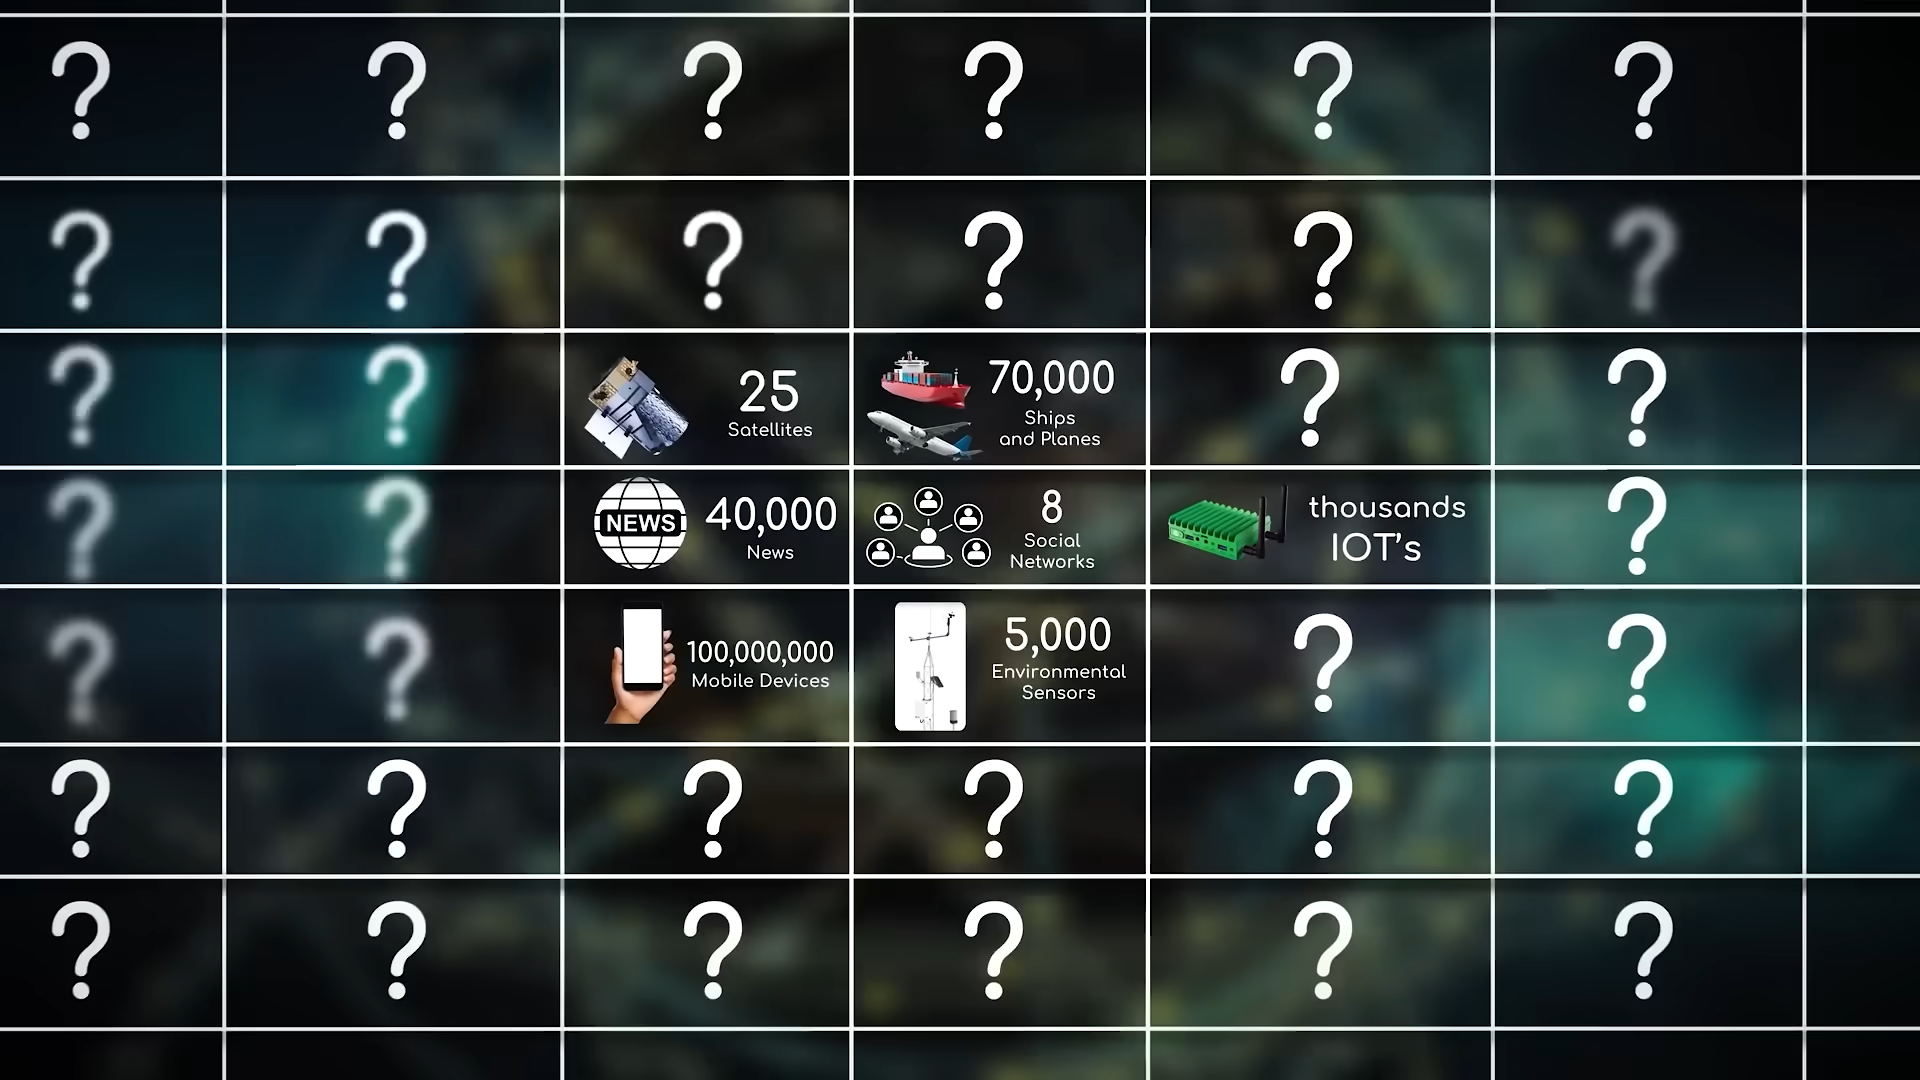 ? ? ? ? ? ?
? ? ? ? ? ?
? ?
25
Satellites
70,000
Ships
and Planes
? ?
? ?
NEWS
40,000
News
8
Social
Networks
thousands
IOT's
?
? ?
100,000,000
Mobile Devices
5,000
Environmental
Sensors
? ?
? ? ? ? ? ?
? ? ? ? ? ?